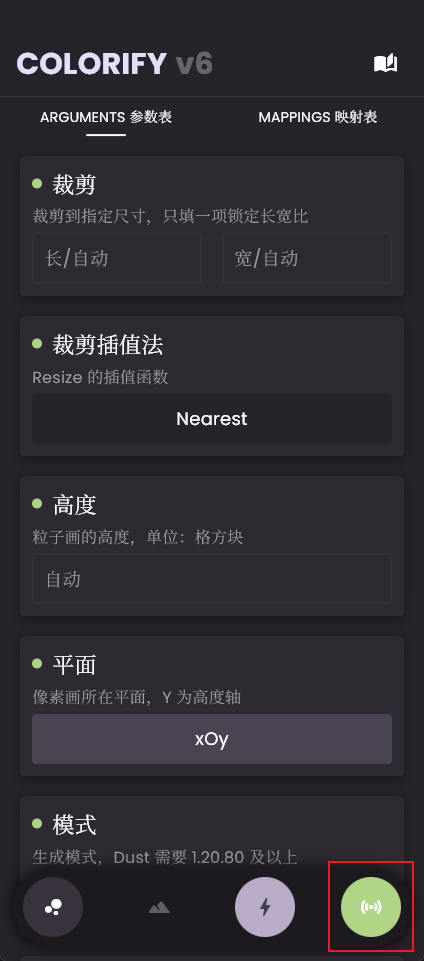 COLORIFY v6
ARGUMENTS 参数表
MAPPINGS 映射表
裁剪
裁剪到指定尺寸，只填一项锁定长宽比
长/自动
宽/自动
裁剪插值法
Resize 的插值函数
Nearest
高度
粒子画的高度，单位：格方块
自动
平面
像素画所在平面，Y 为高度轴
xOy
模式
生成模式，Dust 需要 1.20.80 及以上